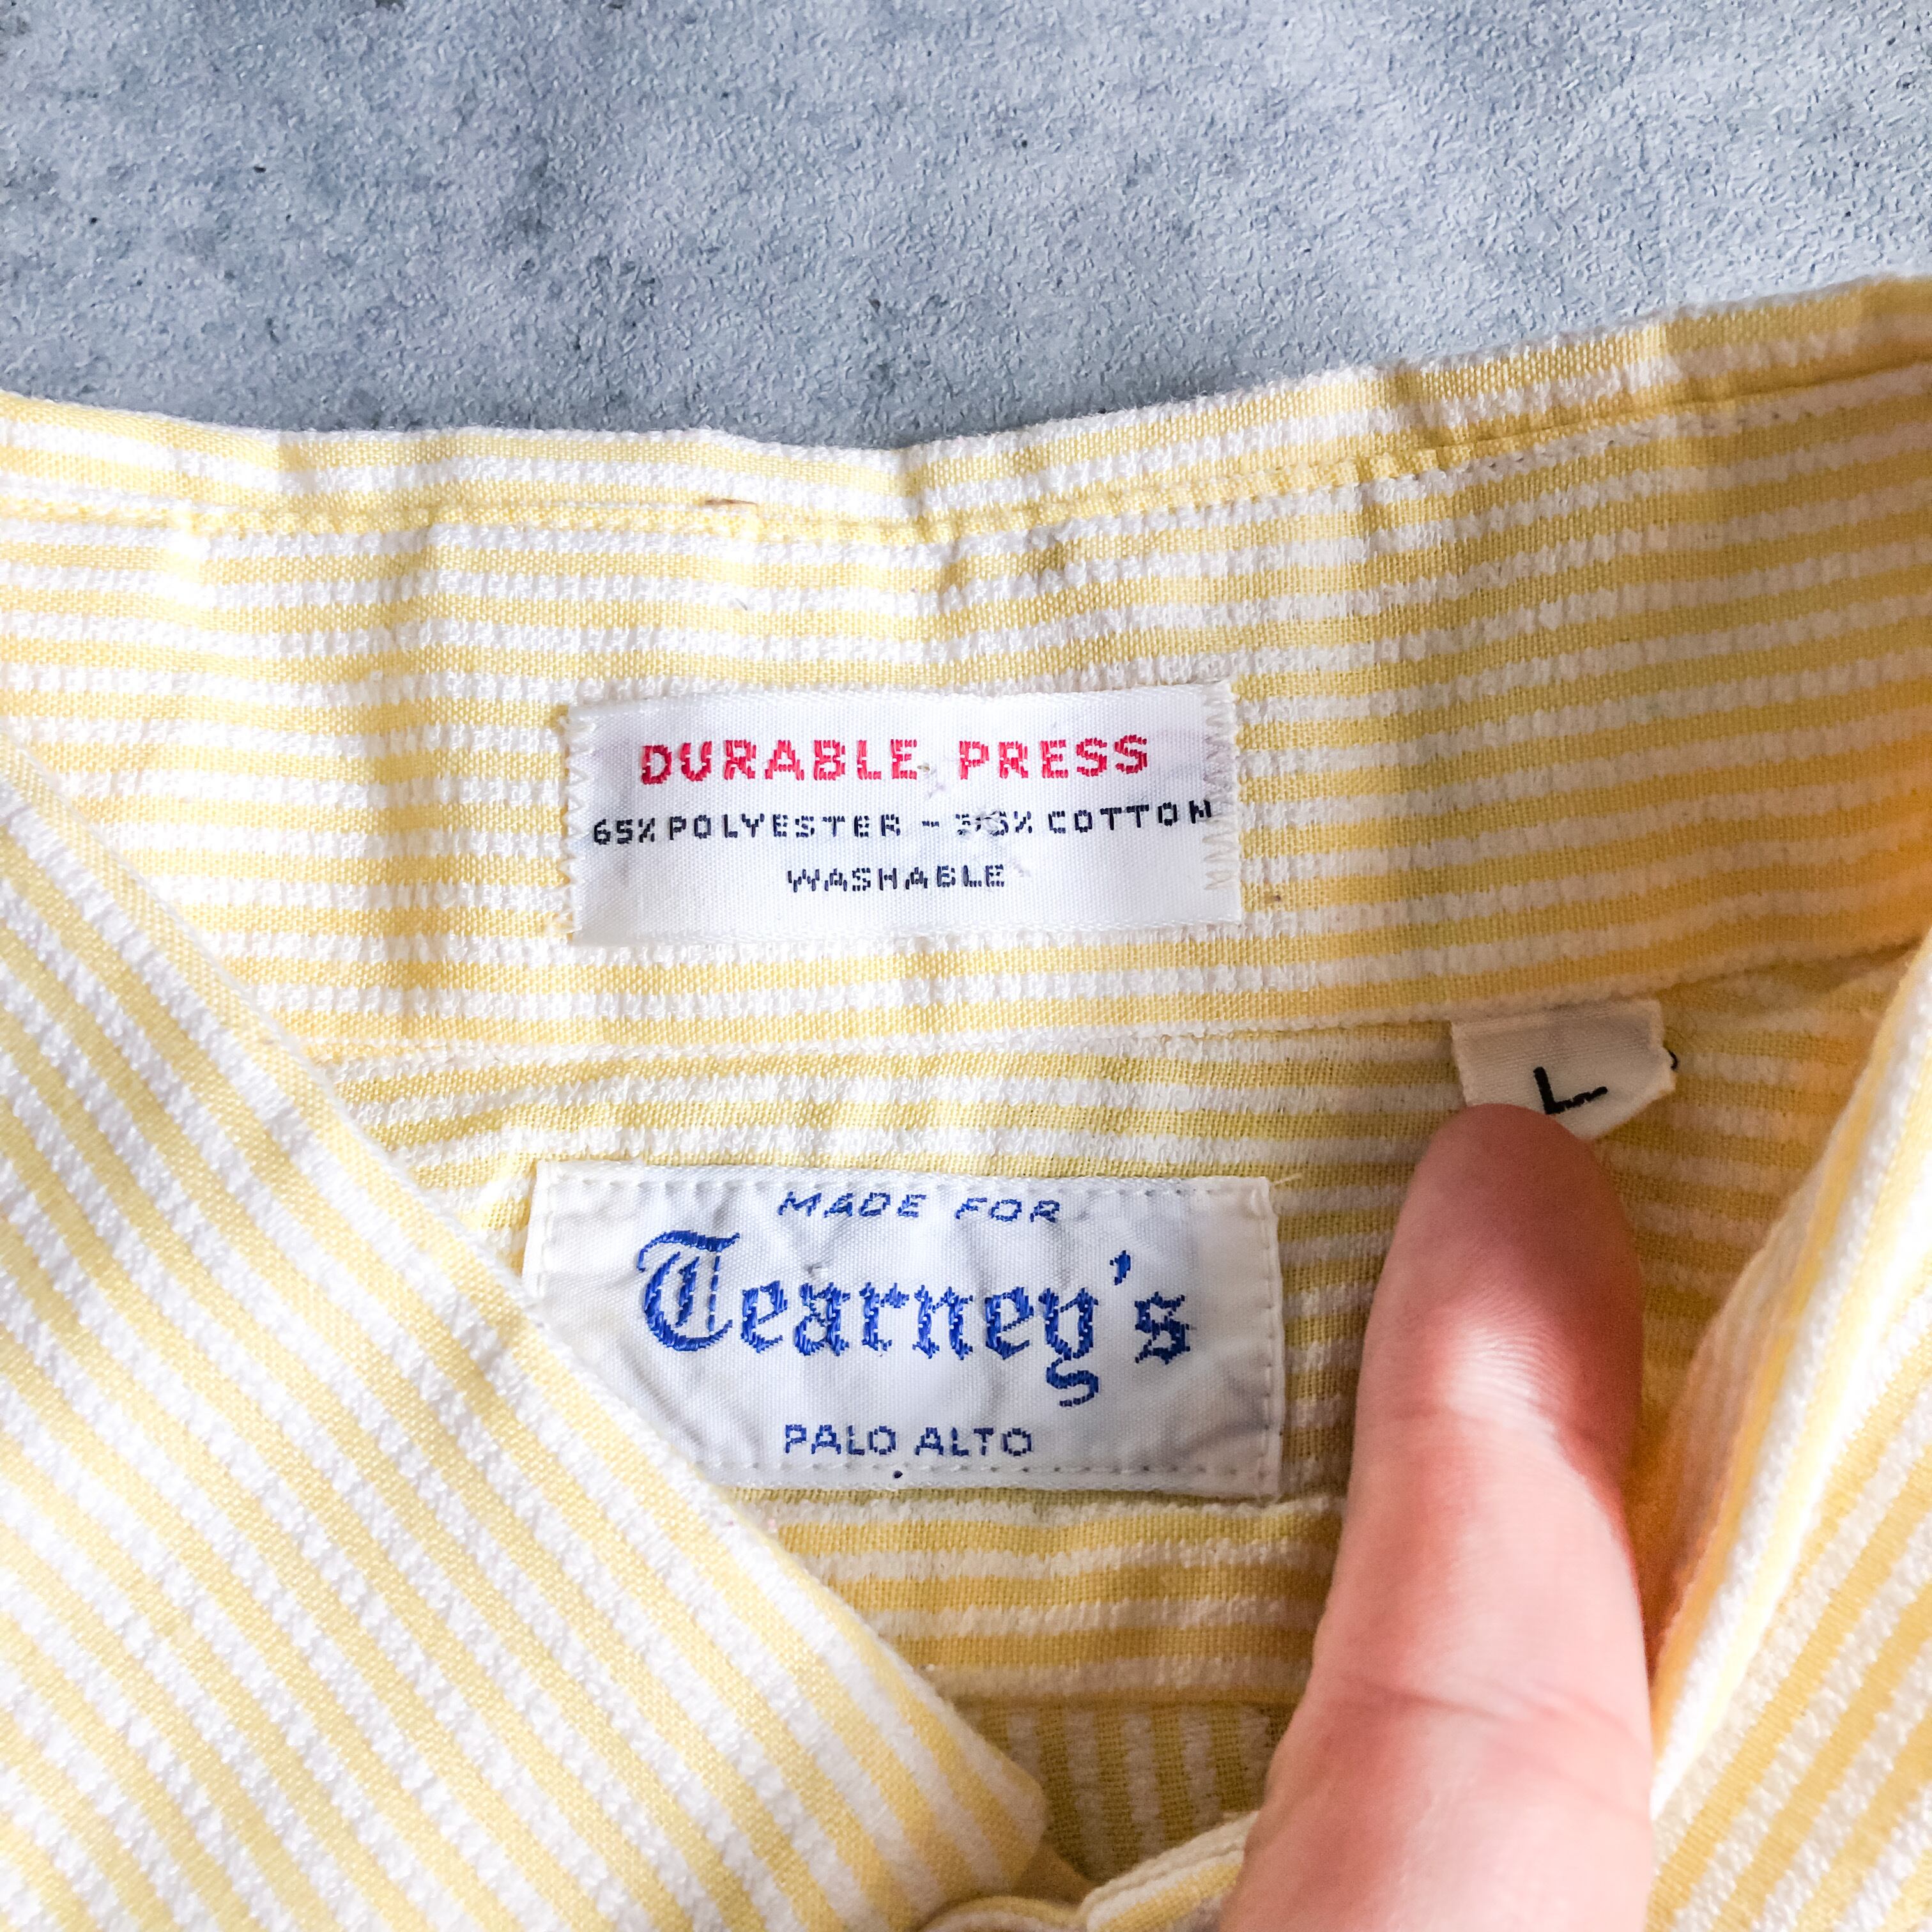 DURABLE PRESS
65% POLYESTER - 35% COTTON
WASHABLE
L
MADE FOR
Tearney's
PALO ALTO